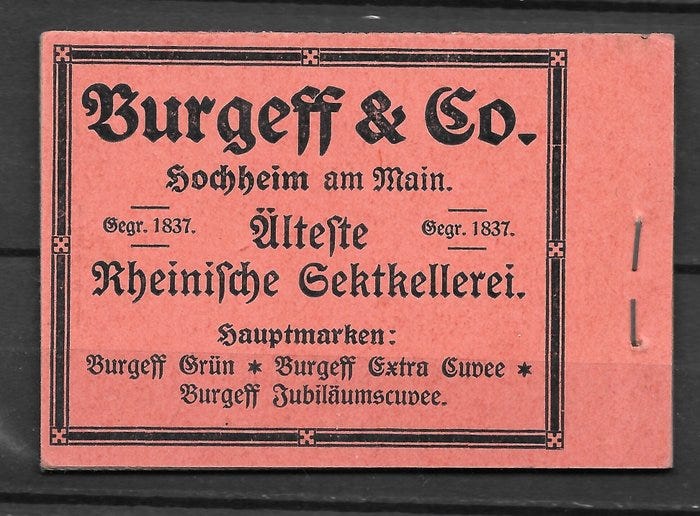 Burgeff & Co.
Hochheim am Main.
Gegr. 1837. Älteſte Gegr. 1837.
Rheiniſche Sektkellerei.
Hauptmarken:
Burgeff Grün ✶ Burgeff Extra Cuvee ✶
Burgeff Jubiläumscuvee.